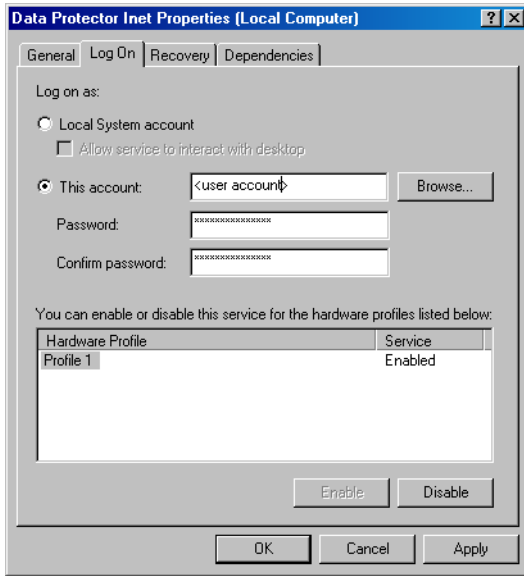 Data Protector Inet Properties (Local Computer)
General Log On Recovery Dependencies
Log on as:
Local System account
Allow service to interact with desktop
This account: <user account> Browse...
Password: ***************
Confirm password: ***************
You can enable or disable this service for the hardware profiles listed below:
Hardware Profile Service
Profile 1 Enabled
Enable Disable
OK Cancel Apply